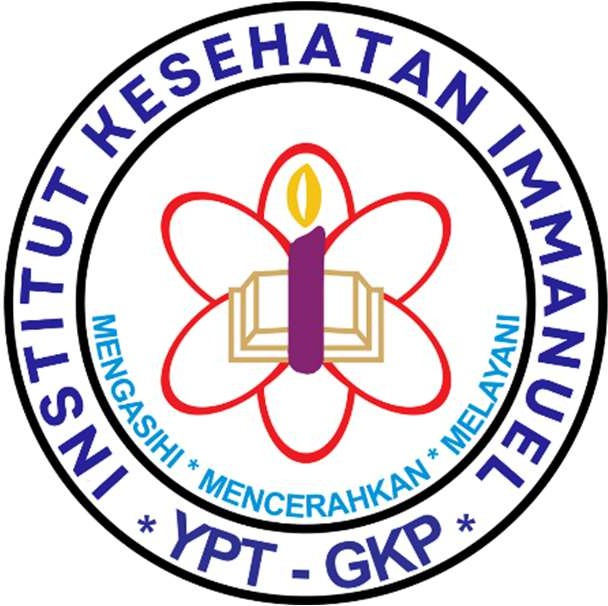 INSTITUT KESEHATAN IMMANUEL
* YPT - GKP *
MENGASIHI * MENCERAHKAN * MELAYANI